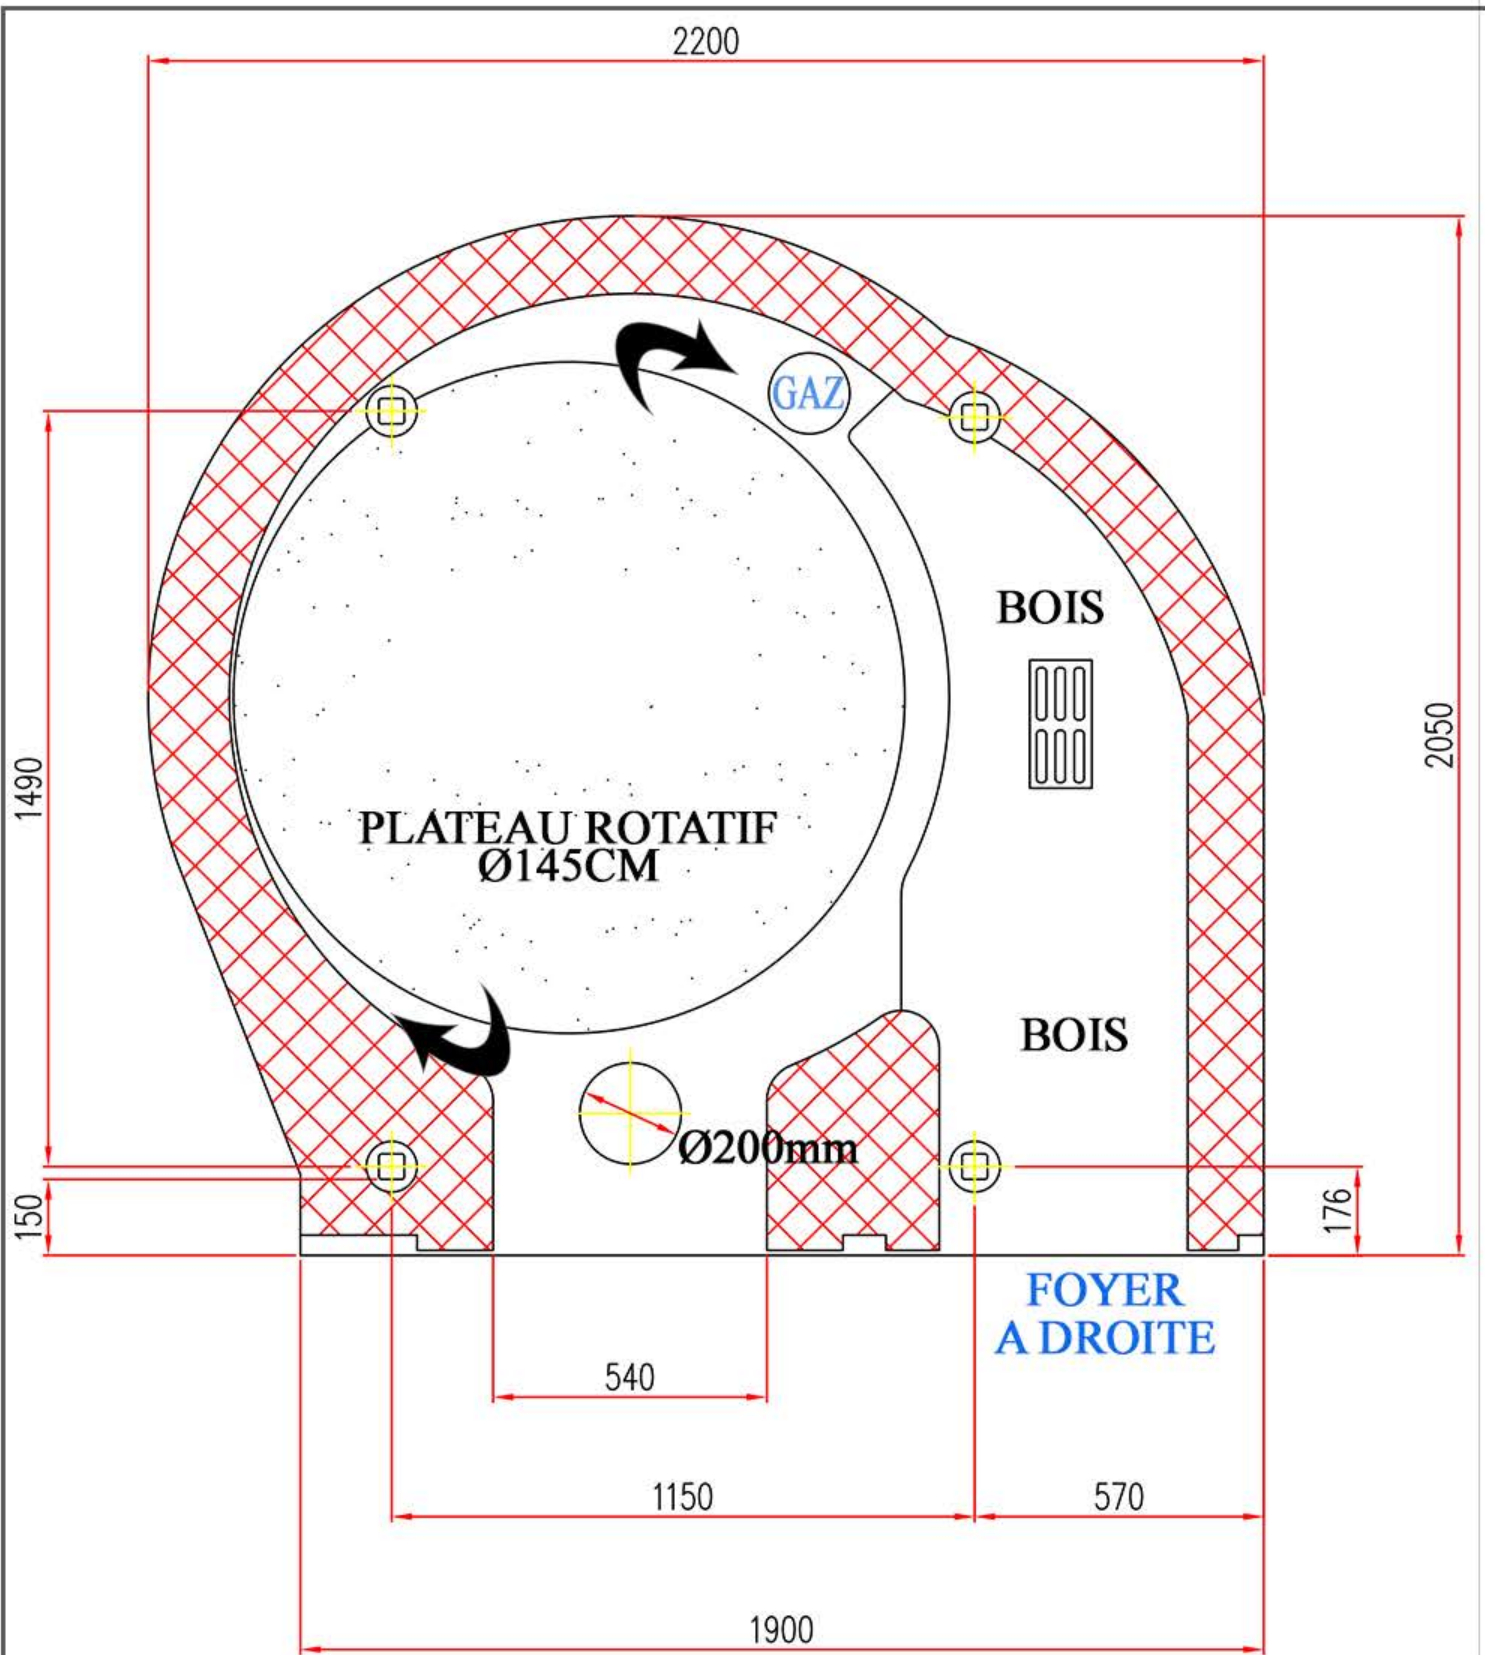 2200
GAZ
BOIS
2050
1490
PLATEAU ROTATIF
Ø145CM
BOIS
Ø200mm
150
176
FOYER
A DROITE
540
1150
570
1900